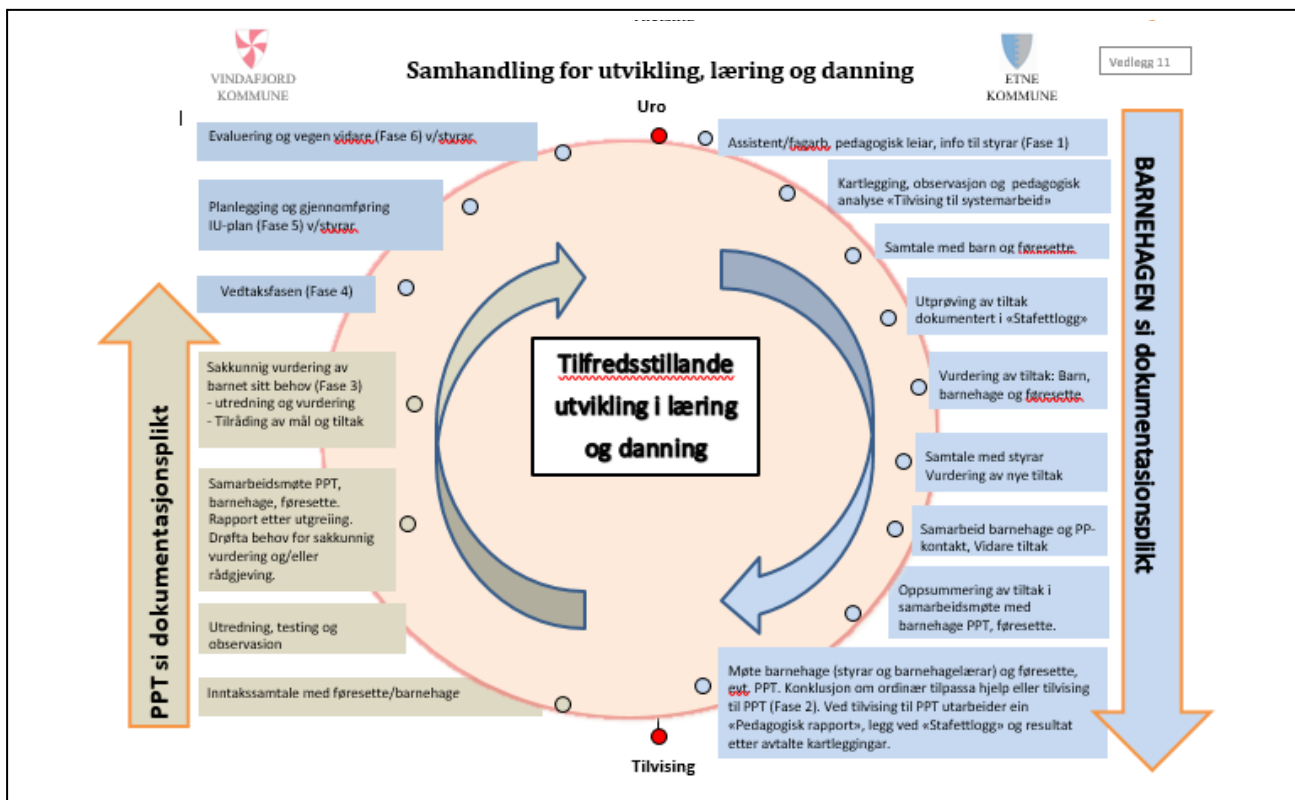 VINDAFJORD
KOMMUNE
Samhandling for utvikling, læring og danning
ETNE
KOMMUNE
Vedlegg 11
Uro
Assistent/fagarb, pedagogisk leiar, info til styrar (Fase 1)
Kartlegging, observasjon og pedagogisk
analyse «Tilvising til systemarbeid»
Samtale med barn og føresette.
Utprøving av tiltak
dokumentert i «Stafettlogg»
Vurdering av tiltak: Barn,
barnehage og føresette.
Samtale med styrar
Vurdering av nye tiltak
Samarbeid barnehage og PP-
kontakt, Vidare tiltak
Oppsummering av tiltak i
samarbeidsmøte med
barnehage PPT, føresette.
Møte barnehage (styrar og barnehagelærar) og føresette,
evt. PPT. Konklusjon om ordinær tilpassa hjelp eller tilvising
til PPT (Fase 2). Ved tilvising til PPT utarbeider ein
«Pedagogisk rapport», legg ved «Stafettlogg» og resultat
etter avtalte kartleggingar.
BARNEHAGEN si dokumentasjonsplikt
Tilvising
Inntakssamtale med føresette/barnehage
Utredning, testing og
observasion
Samarbeidsmøte PPT,
barnehage, føresette.
Rapport etter utgreiing.
Drøfta behov for sakkunnig
vurdering og/eller
rådgjeving.
Sakkunnig vurdering av
barnet sitt behov (Fase 3)
- utredning og vurdering
- Tilråding av mål og tiltak
Vedtaksfasen (Fase 4)
Planlegging og gjennomføring
IU-plan (Fase 5) v/styrar.
Evaluering og vegen vidare.(Fase 6) v/styrar.
PPT si dokumentasjonsplikt
Tilfredsstillande
utvikling i læring
og danning